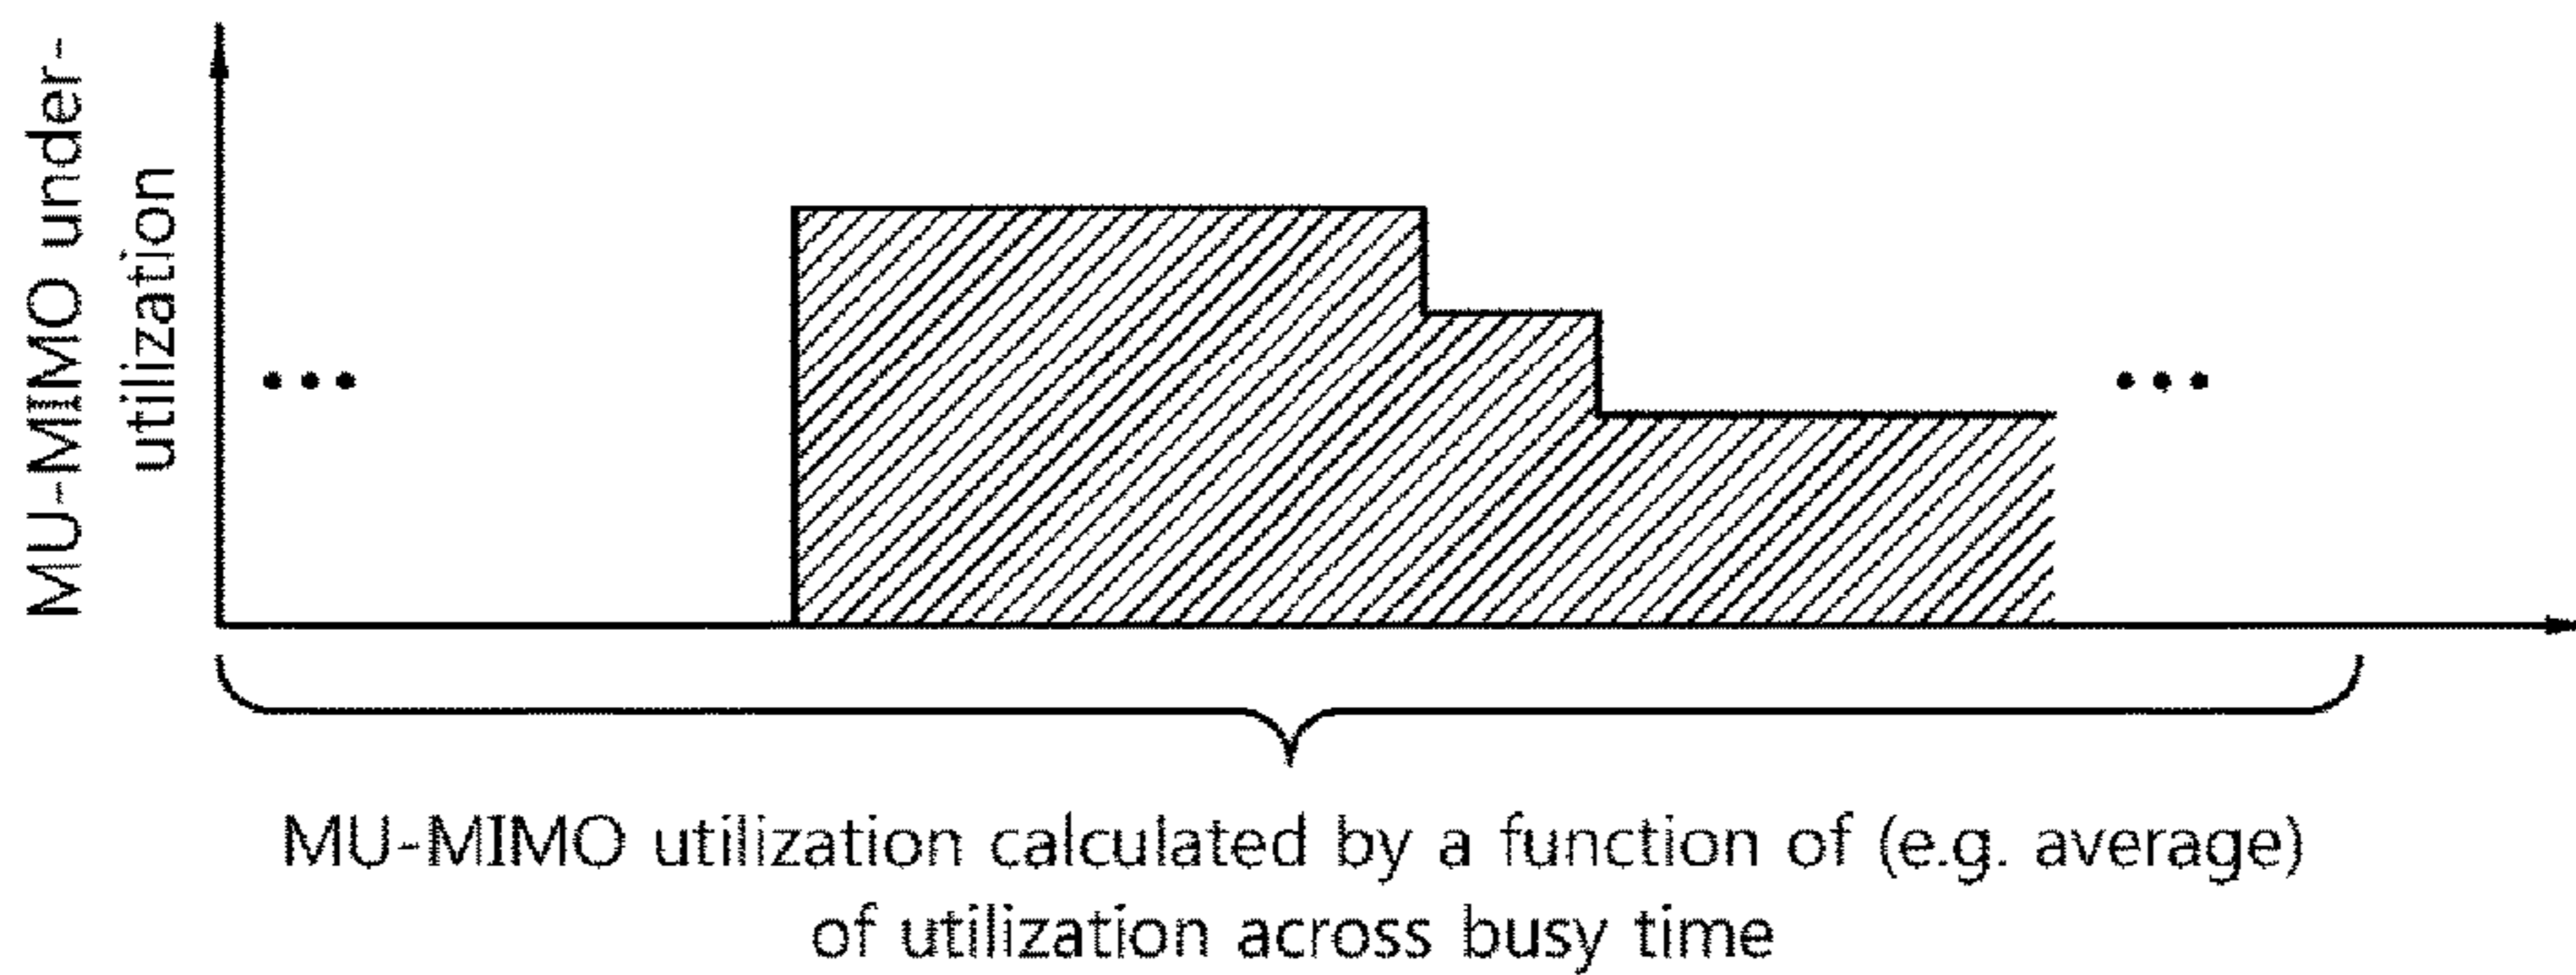 MU-MIMO under-
utilization
MU-MIMO utilization calculated by a function of (e.g. average)
of utilization across busy time